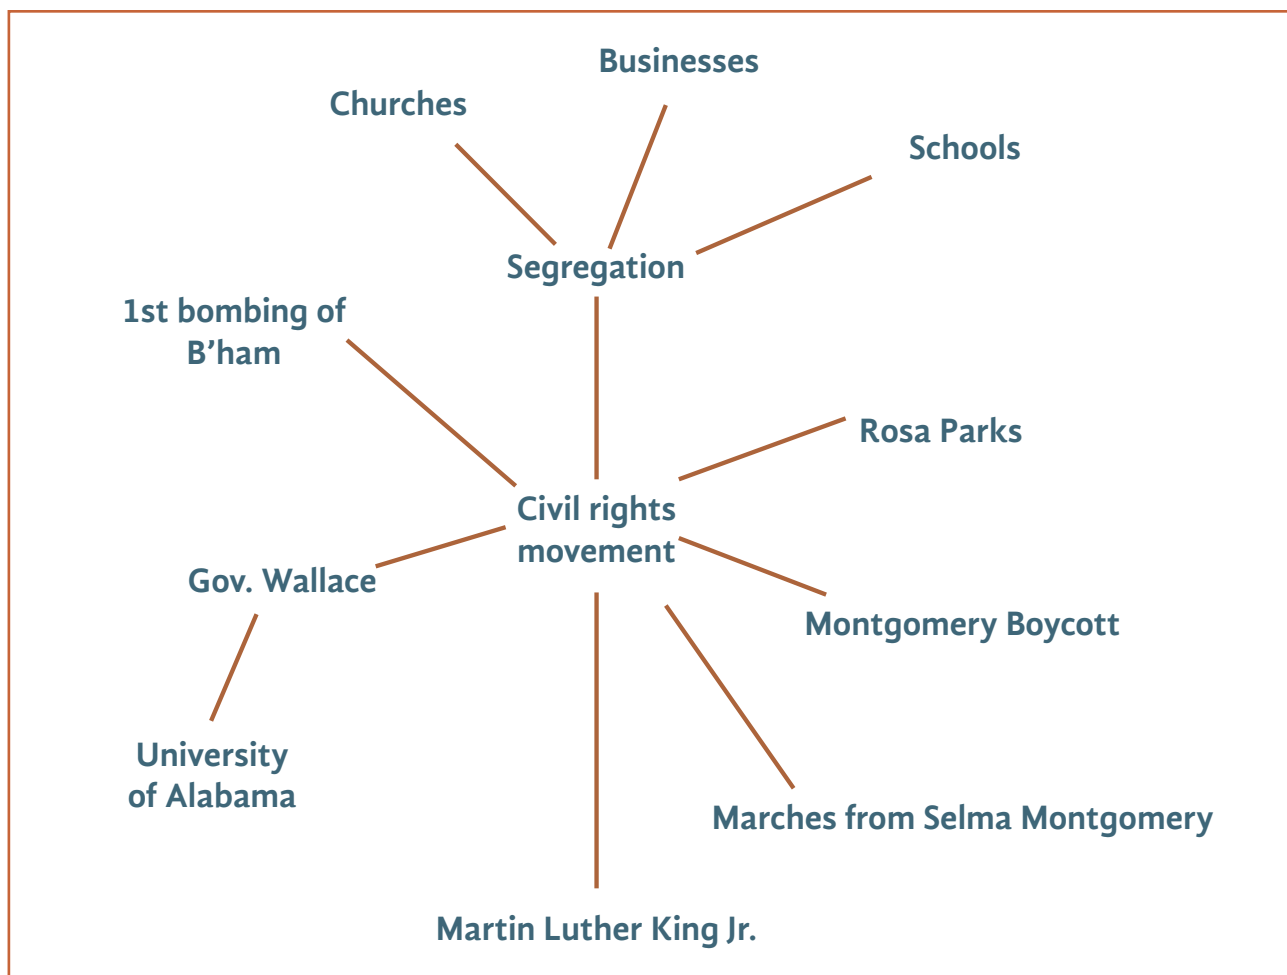 Businesses
Churches
Schools
Segregation
1st bombing of
B’ham
Rosa Parks
Civil rights
movement
Gov. Wallace
Montgomery Boycott
University
of Alabama
Marches from Selma Montgomery
Martin Luther King Jr.